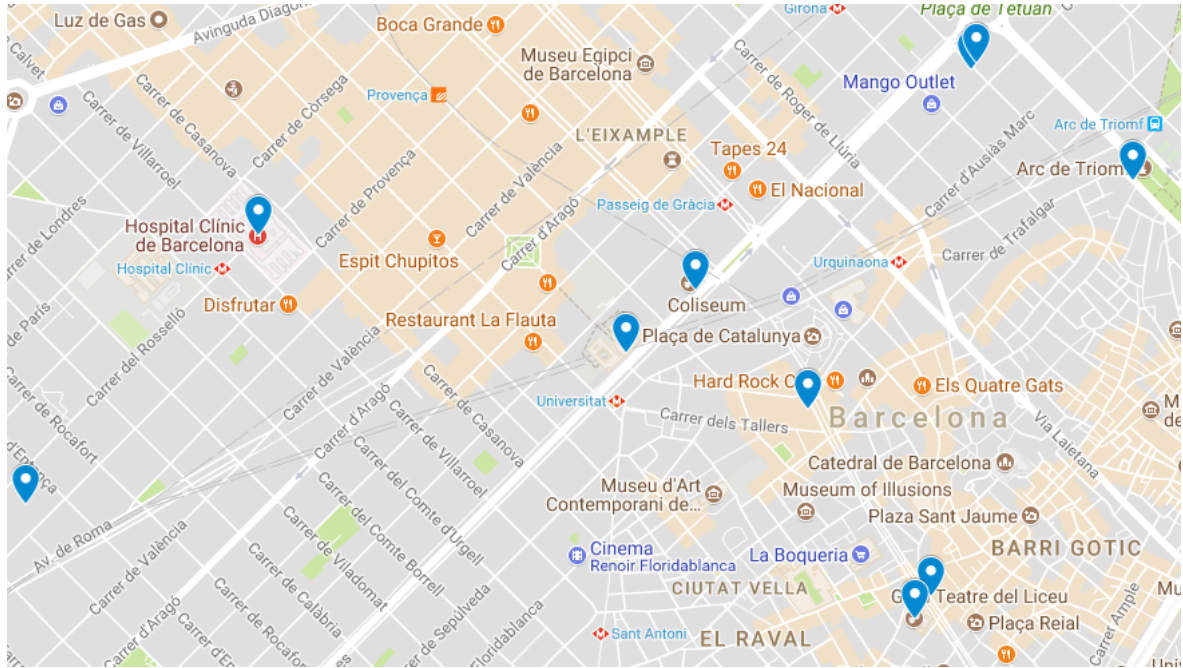 Luz de Gas
Avinguda Diagon
Boca Grande
Girona
Plaça de Tetuan
Calvet
Museu Egipci
de Barcelona
Carrer de Casanova
Carrer de Còrsega
Provença
Mango Outlet
Carrer de Villarroel
Carrer de Roger de Llúria
L'EIXAMPLE
Arc de Triomf
Tapes 24
Carrer d'Ausiàs Marc
Arc de Triom
El Nacional
Carrer de Provença
Carrer de València
Passeig de Gràcia
Hospital Clínic
de Barcelona
Carrer d'Aragó
Carrer de Trafalgar
Espit Chupitos
Urquinaona
Hospital Clínic
Disfrutar
Coliseum
Restaurant La Flauta
Plaça de Catalunya
Carrer del Rosselló
de París
Carrer de València
Hard Rock C
Els Quatre Gats
Universitat
Carrer dels Tallers
Barcelona
Carrer de Rocafort
Carrer d'Aragó
Carrer de Casanova
Carrer de Villarroel
Via Laietana
d'Entença
Catedral de Barcelona
Museu d'Art
Contemporani de...
Museum of Illusions
Plaza Sant Jaume
Av. de Roma
Carrer de València
Carrer del Comte d'Urgell
Carrer del Comte Borrell
Carrer de Viladomat
Cinema
Renoir Floridablanca
La Boqueria
BARRI GOTIC
CIUTAT VELLA
Teatre del Liceu
Carrer de Calàbria
Carrer d'Aragó
Carrer de Rocafort
de Sepúlveda
Floridablanca
Sant Antoni
EL RAVAL
Plaça Reial
Carrer Ample